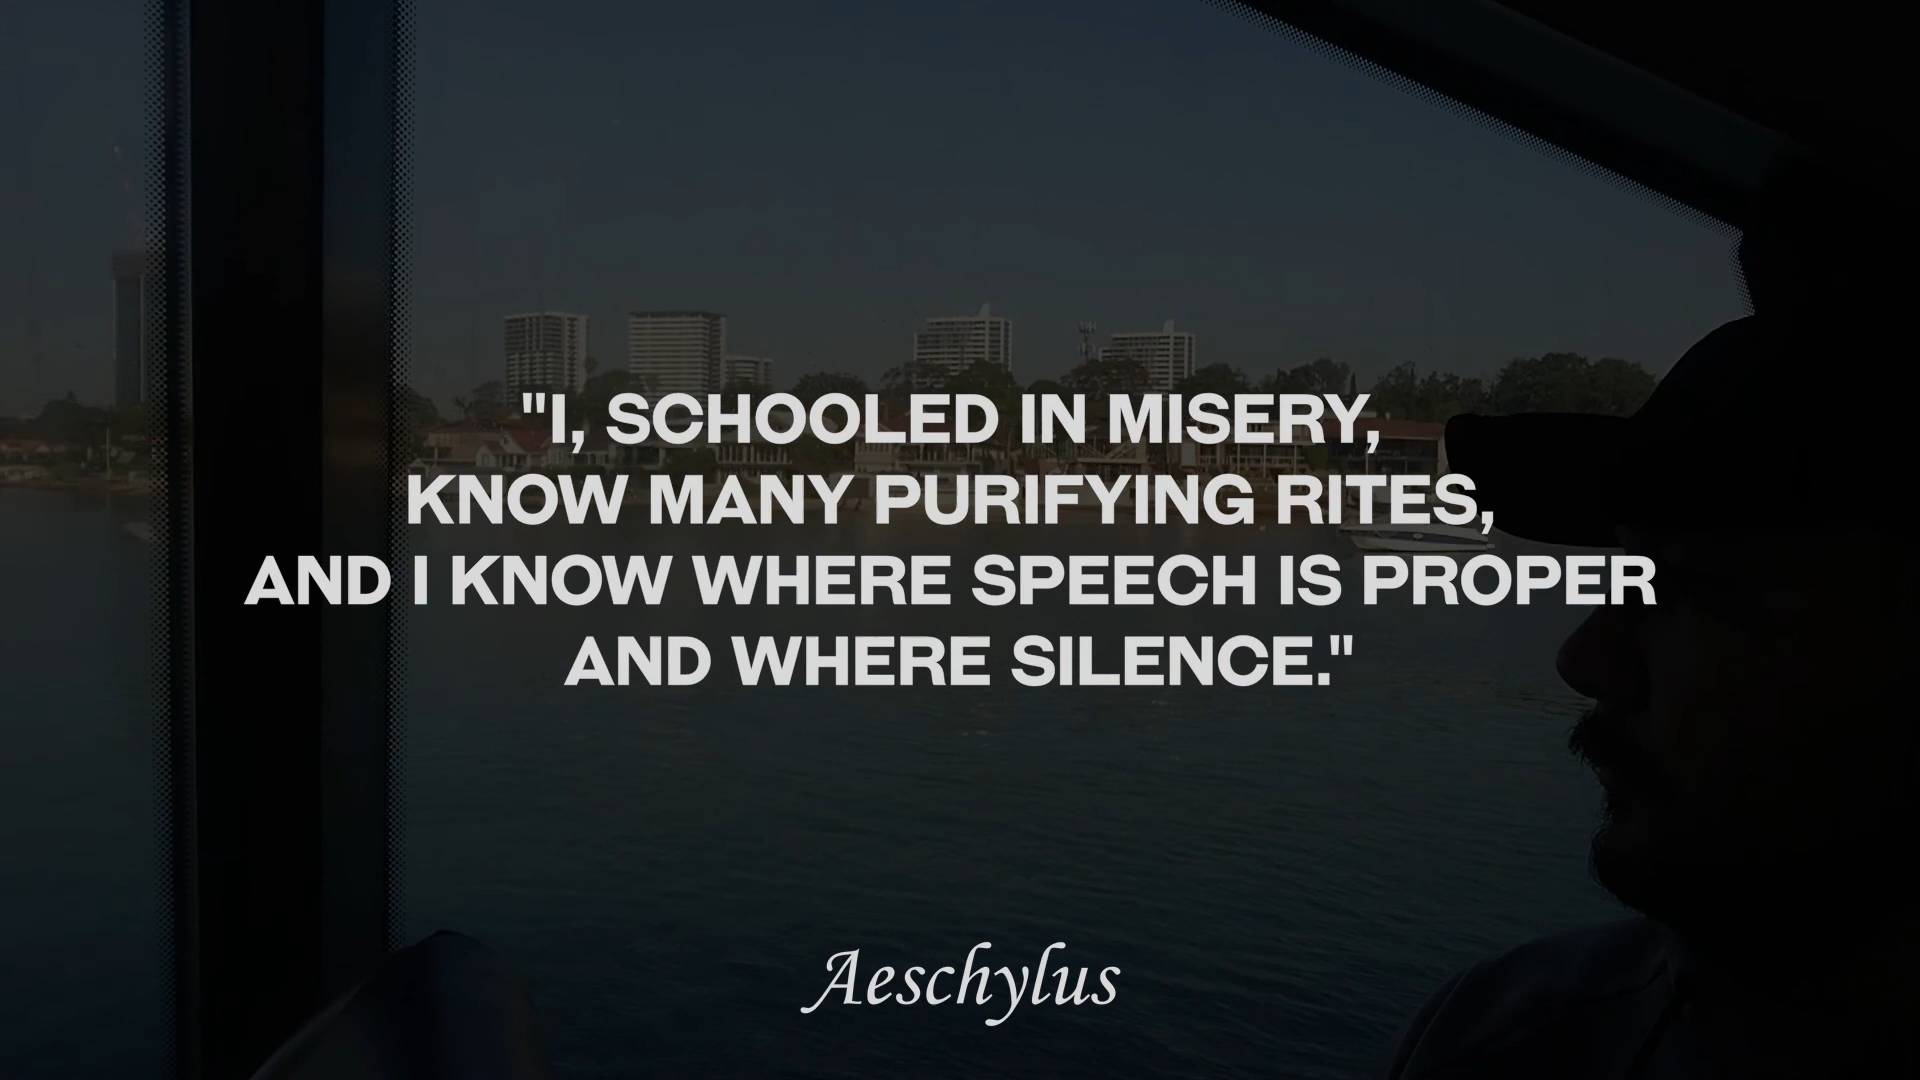 "I, SCHOOLED IN MISERY,
KNOW MANY PURIFYING RITES,
AND I KNOW WHERE SPEECH IS PROPER
AND WHERE SILENCE."
Aeschylus